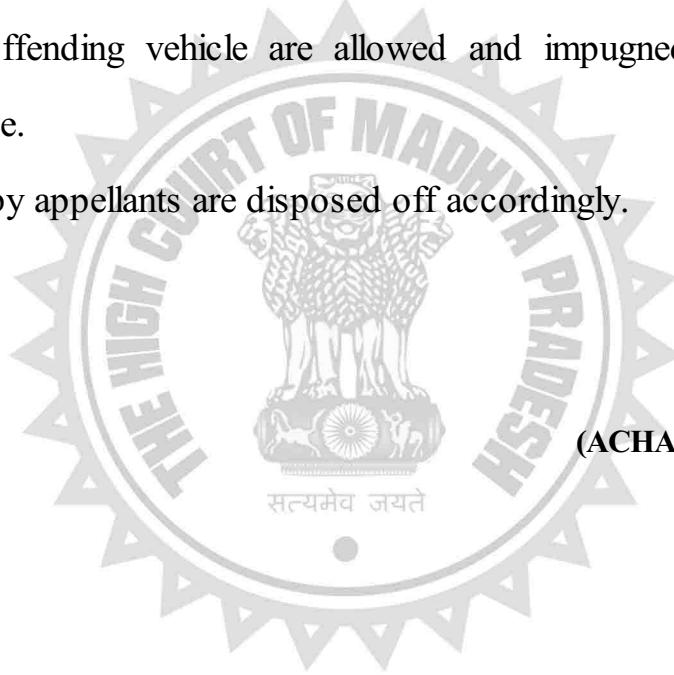 ffending vehicle are allowed and impugned
e.
by appellants are disposed off accordingly.
THE HIGH COURT OF MADHYA PRADESH
(ACHA
सत्यमेव जयते